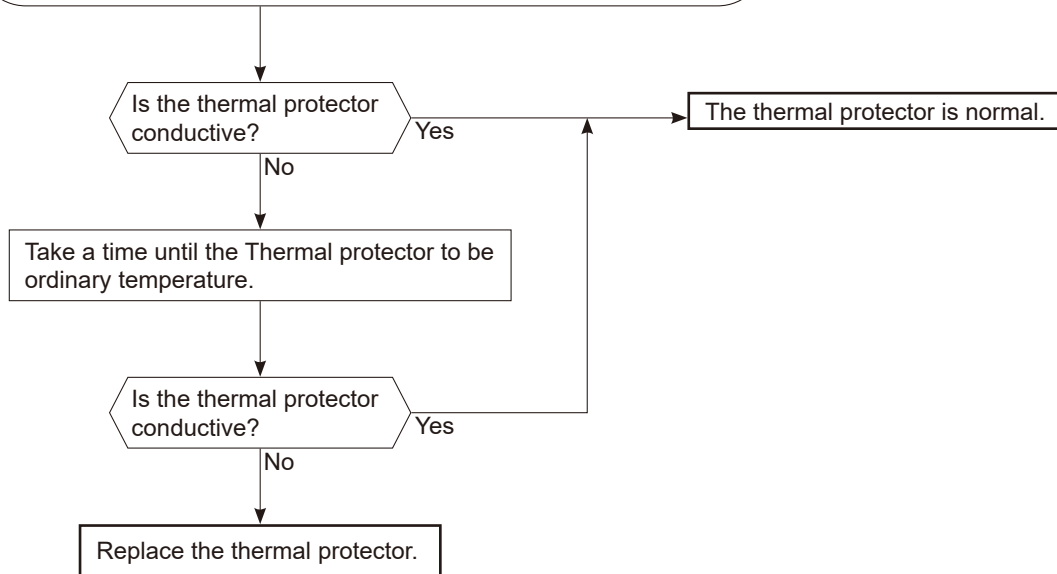 Is the thermal protector
conductive?
Yes
The thermal protector is normal.
No
Take a time until the Thermal protector to be
ordinary temperature.
Is the thermal protector
conductive?
Yes
No
Replace the thermal protector.